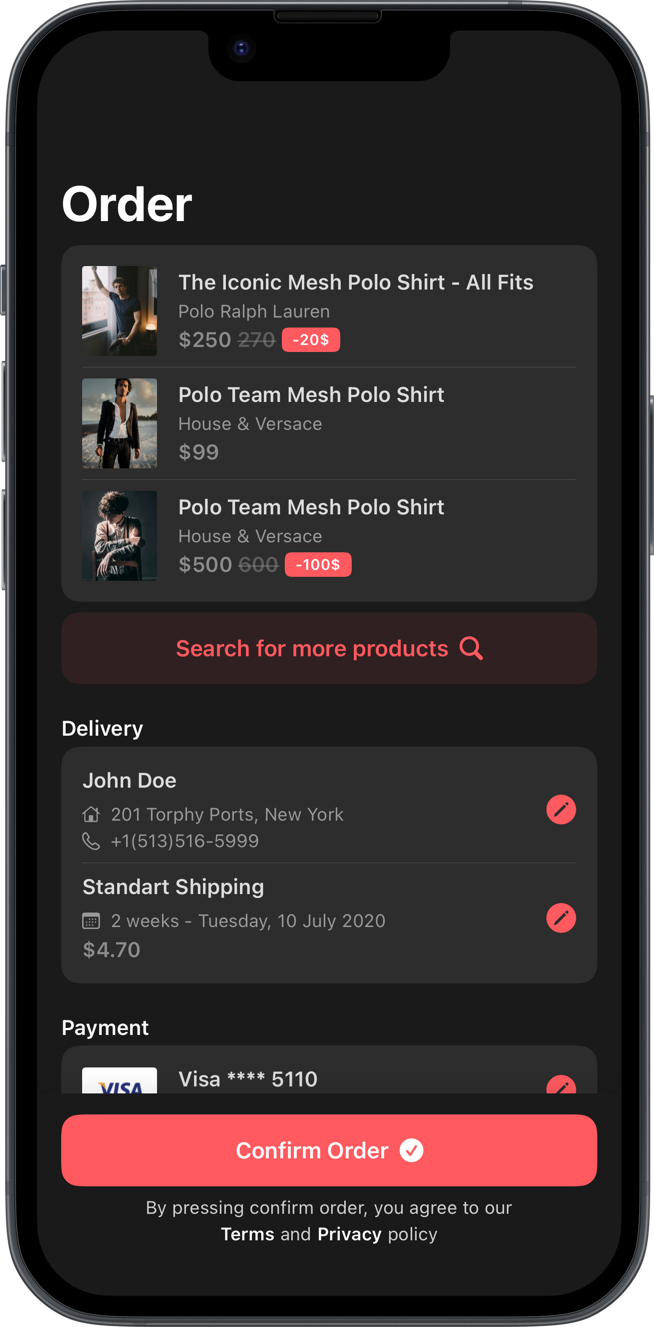 Order
The Iconic Mesh Polo Shirt - All Fits
Polo Ralph Lauren
$250 270 -20$
Polo Team Mesh Polo Shirt
House & Versace
$99
Polo Team Mesh Polo Shirt
House & Versace
$500 600 -100$
Search for more products
Delivery
John Doe
201 Torphy Ports, New York
+1(513)516-5999
Standart Shipping
2 weeks - Tuesday, 10 July 2020
$4.70
Payment
VISA Visa **** 5110
Confirm Order
By pressing confirm order, you agree to our
Terms and Privacy policy